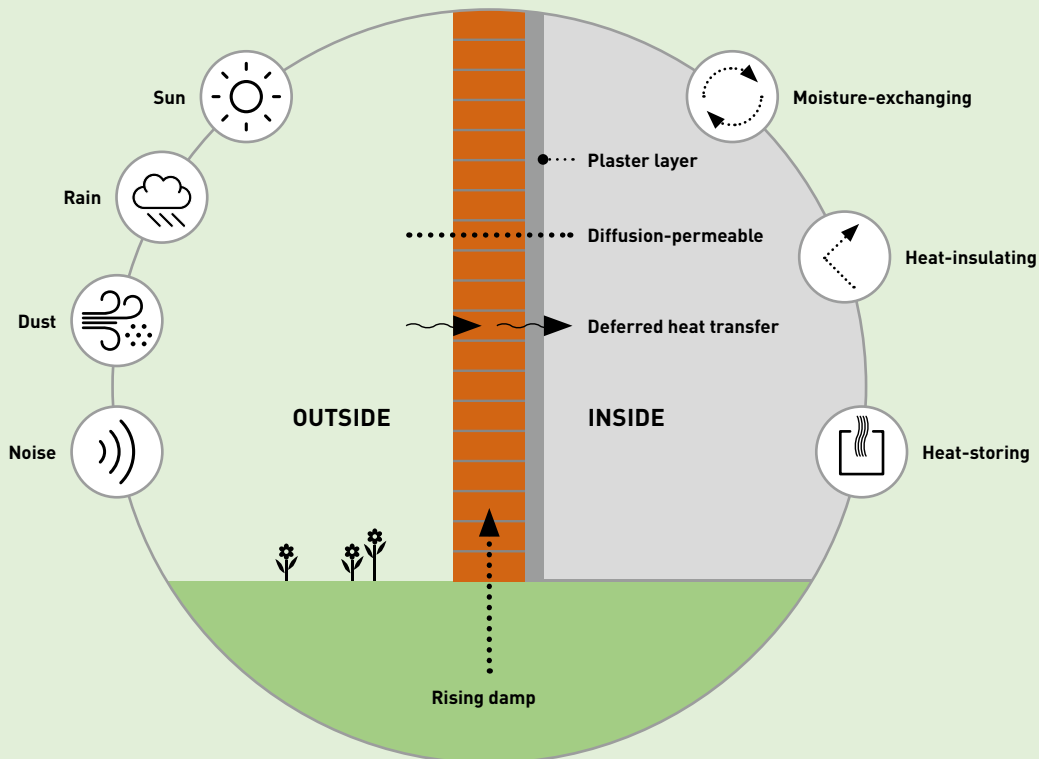 Sun
Moisture-exchanging
Plaster layer
Rain
Diffusion-permeable
Heat-insulating
Dust
Deferred heat transfer
OUTSIDE
INSIDE
Noise
Heat-storing
Rising damp